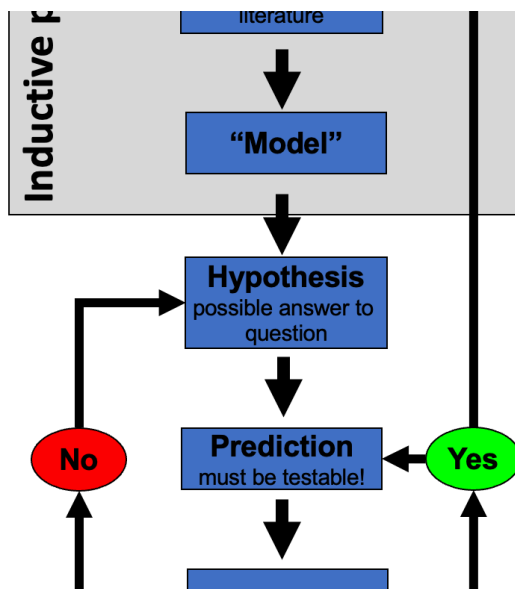 Inductive p
literature
“Model”
Hypothesis
possible answer to
question
No
Prediction
must be testable!
Yes